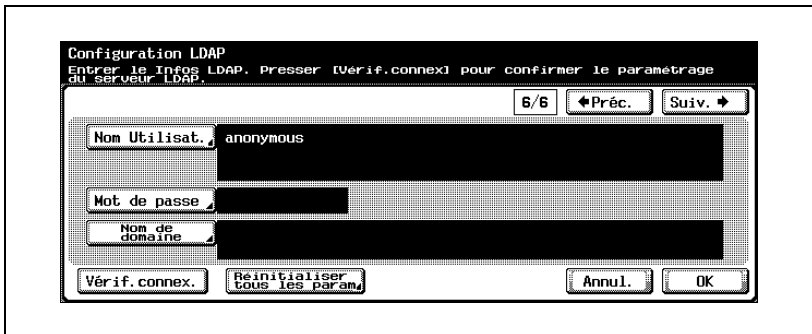 Configuration LDAP
Entrer le Infos LDAP. Presser [Vérif.connex] pour confirmer le paramétrage
du serveur LDAP.
6/6 Préc. Suiv.
Nom Utilisat. anonymous
Mot de passe
Nom de
domaine
Vérif.connex. Réinitialiser
tous les param. Annul. OK